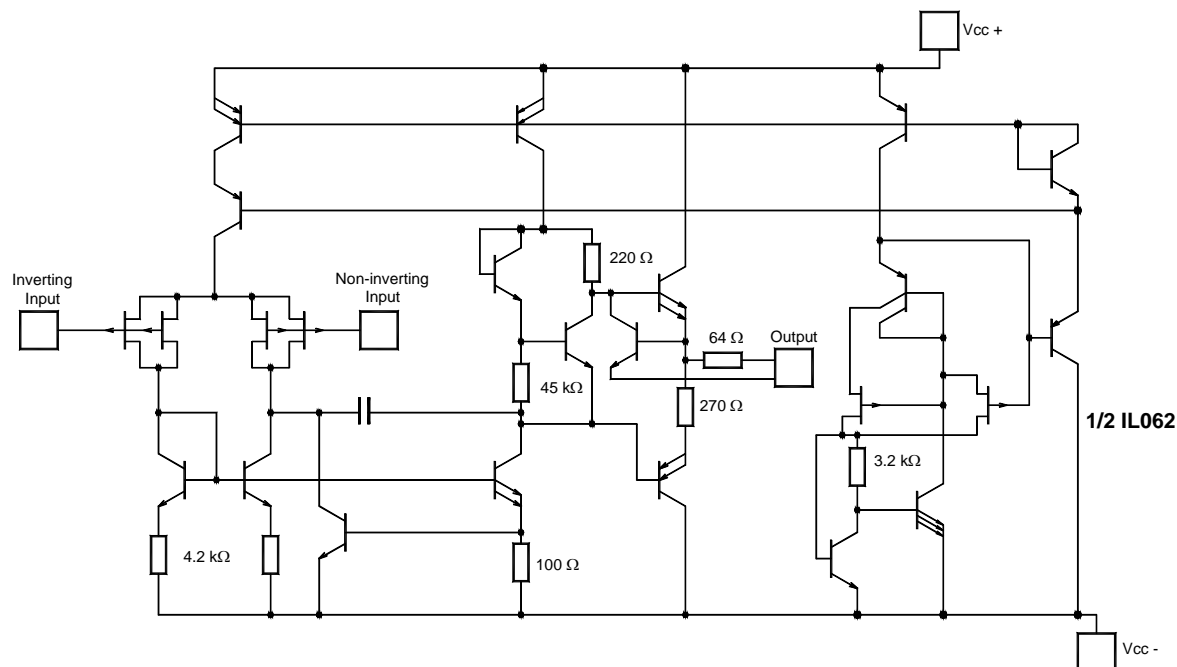 Vcc +
220 Ω
Inverting
Input
Non-inverting
Input
64 Ω
Output
45 kΩ
270 Ω
1/2 IL062
3.2 kΩ
4.2 kΩ
100 Ω
Vcc -